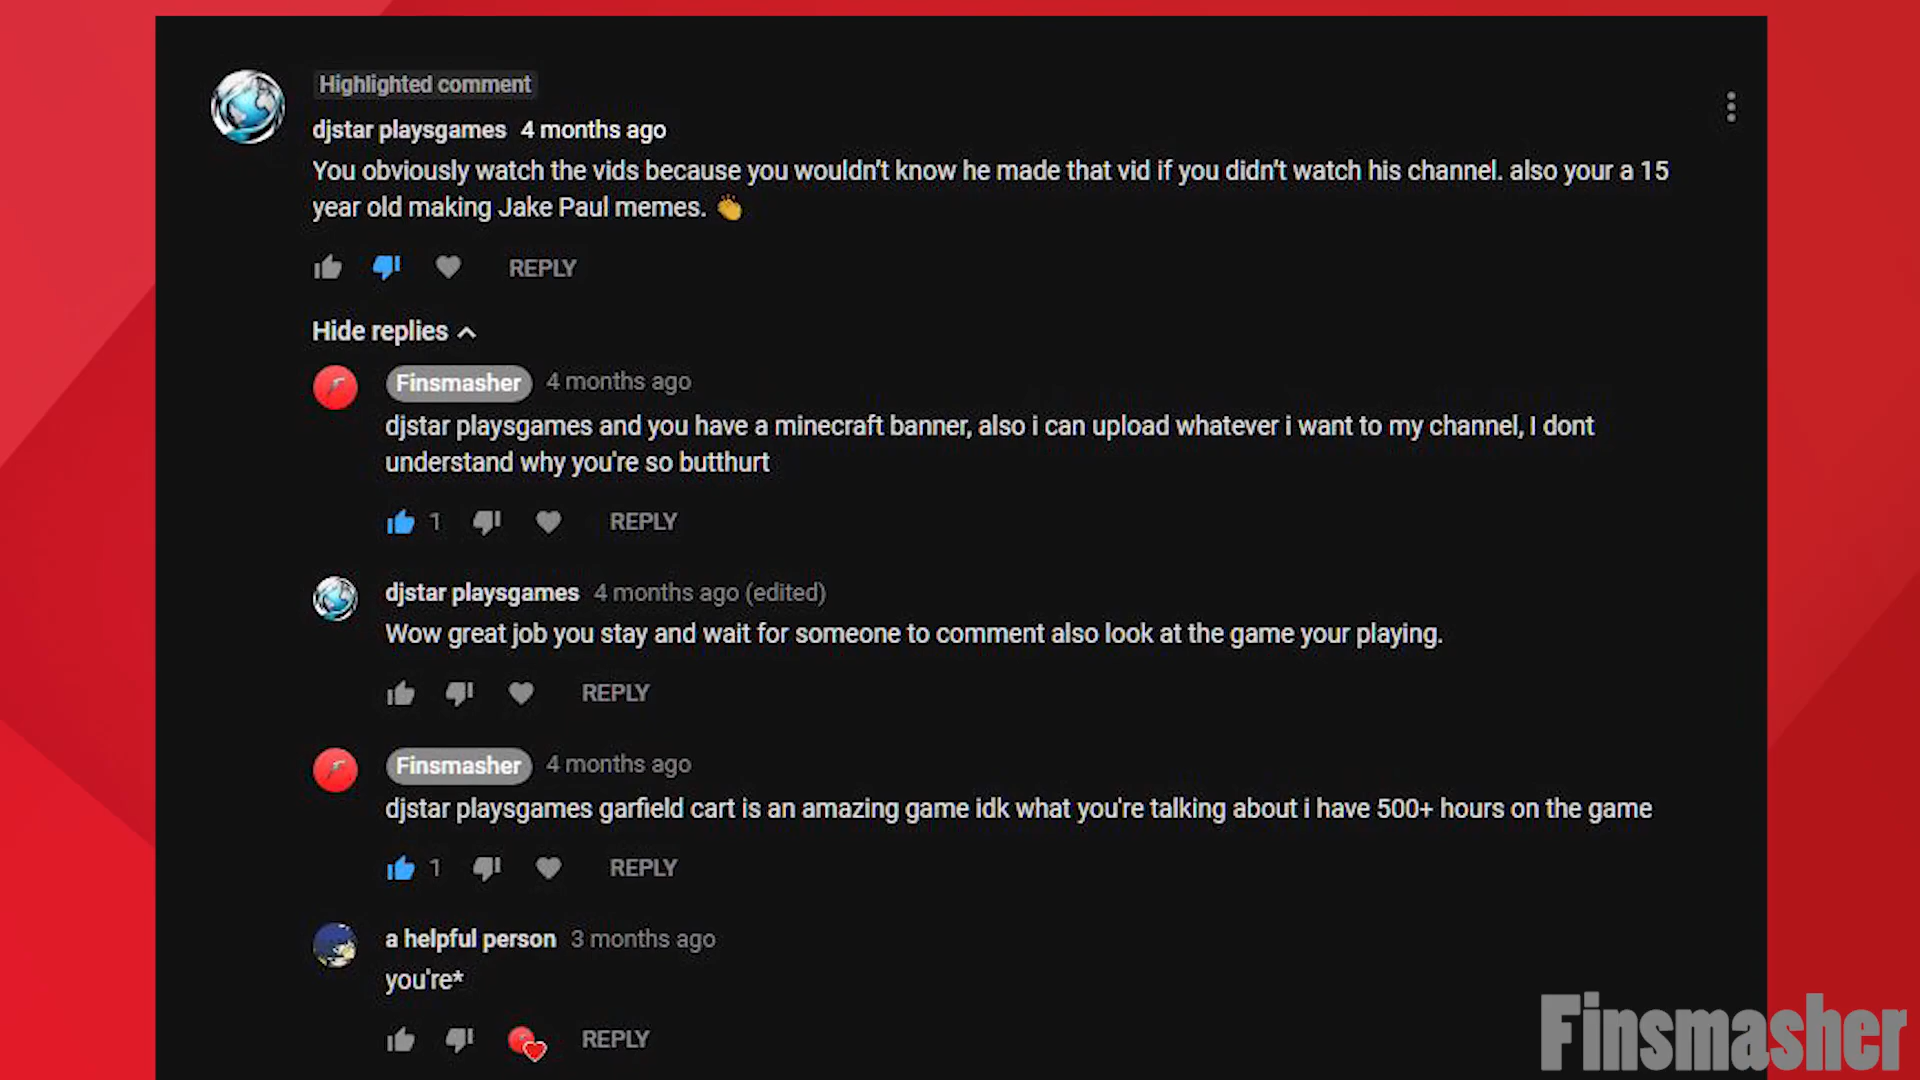 Highlighted comment
djstar playsgames 4 months ago
You obviously watch the vids because you wouldn't know he made that vid if you didn't watch his channel. also your a 15
year old making Jake Paul memes. 👏
REPLY
Hide replies
Finsmasher 4 months ago
djstar playsgames and you have a minecraft banner, also i can upload whatever i want to my channel, I dont
understand why you're so butthurt
1 REPLY
djstar playsgames 4 months ago (edited)
Wow great job you stay and wait for someone to comment also look at the game your playing.
REPLY
Finsmasher 4 months ago
djstar playsgames garfield cart is an amazing game idk what you're talking about i have 500+ hours on the game
1 REPLY
a helpful person 3 months ago
you're*
REPLY
Finsmasher